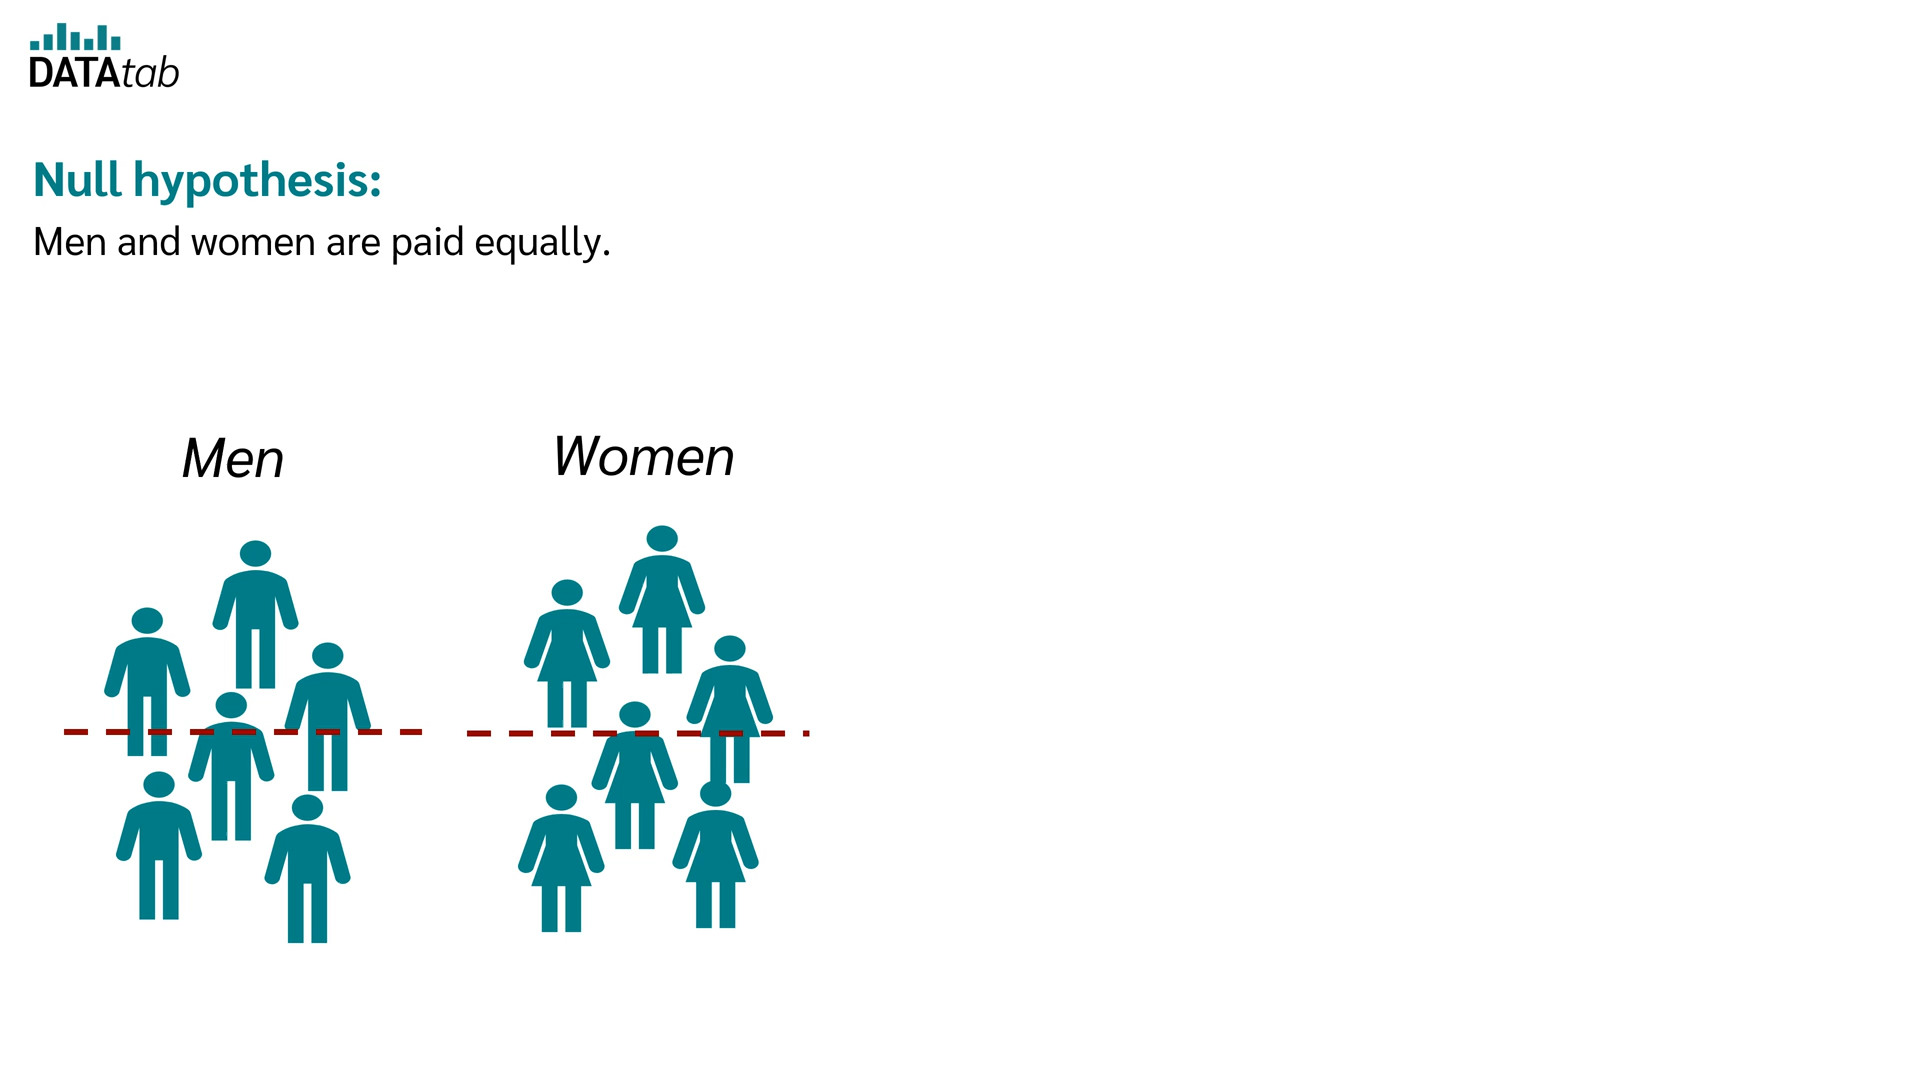 DATAtab
Null hypothesis:
Men and women are paid equally.
Men
Women